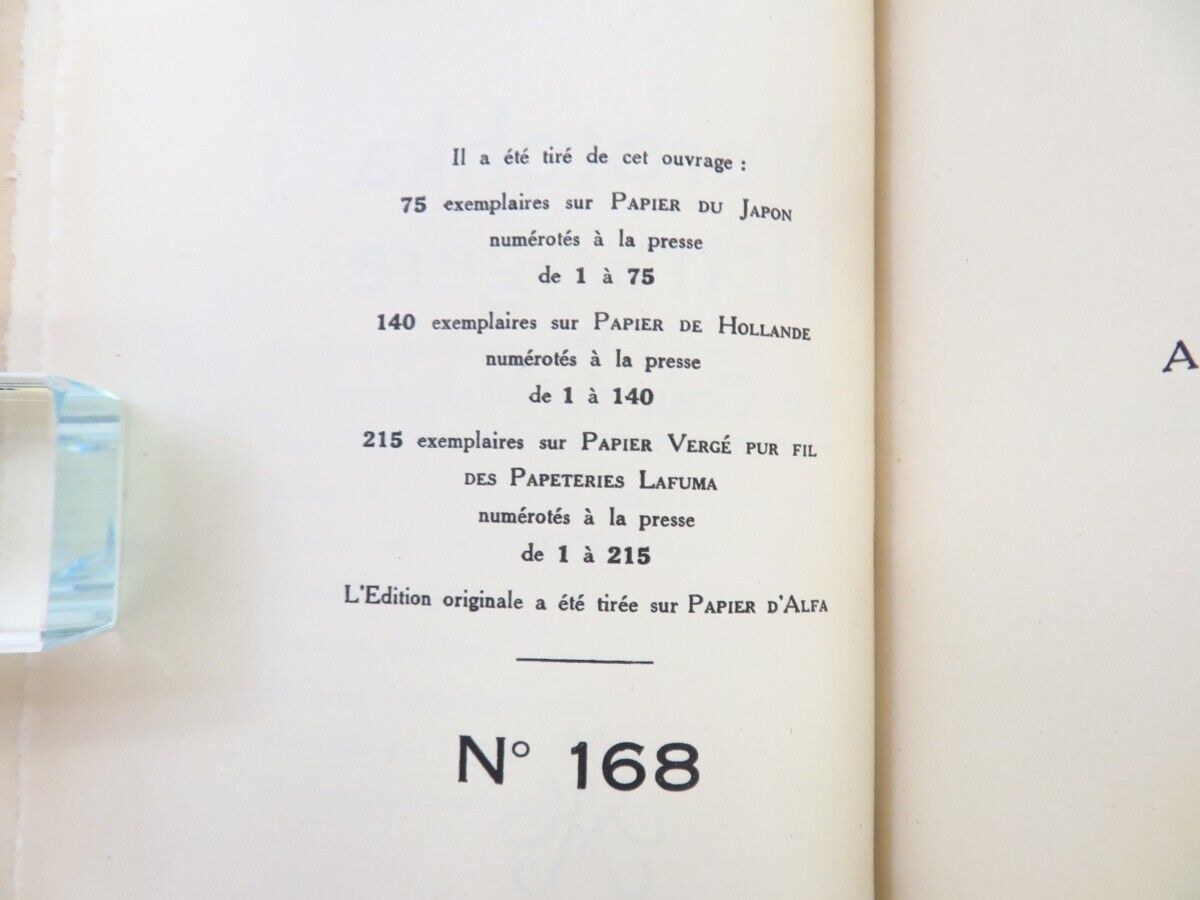 Il a été tiré de cet ouvrage :
75 exemplaires sur PAPIER DU JAPON
numérotés à la presse
de 1 à 75
140 exemplaires sur PAPIER DE HOLLANDE
numérotés à la presse
de 1 à 140
215 exemplaires sur PAPIER VERGÉ PUR FIL
DES PAPETERIES LAFUMA
numérotés à la presse
de 1 à 215
L'Edition originale a été tirée sur PAPIER D'ALFA
N° 168
A